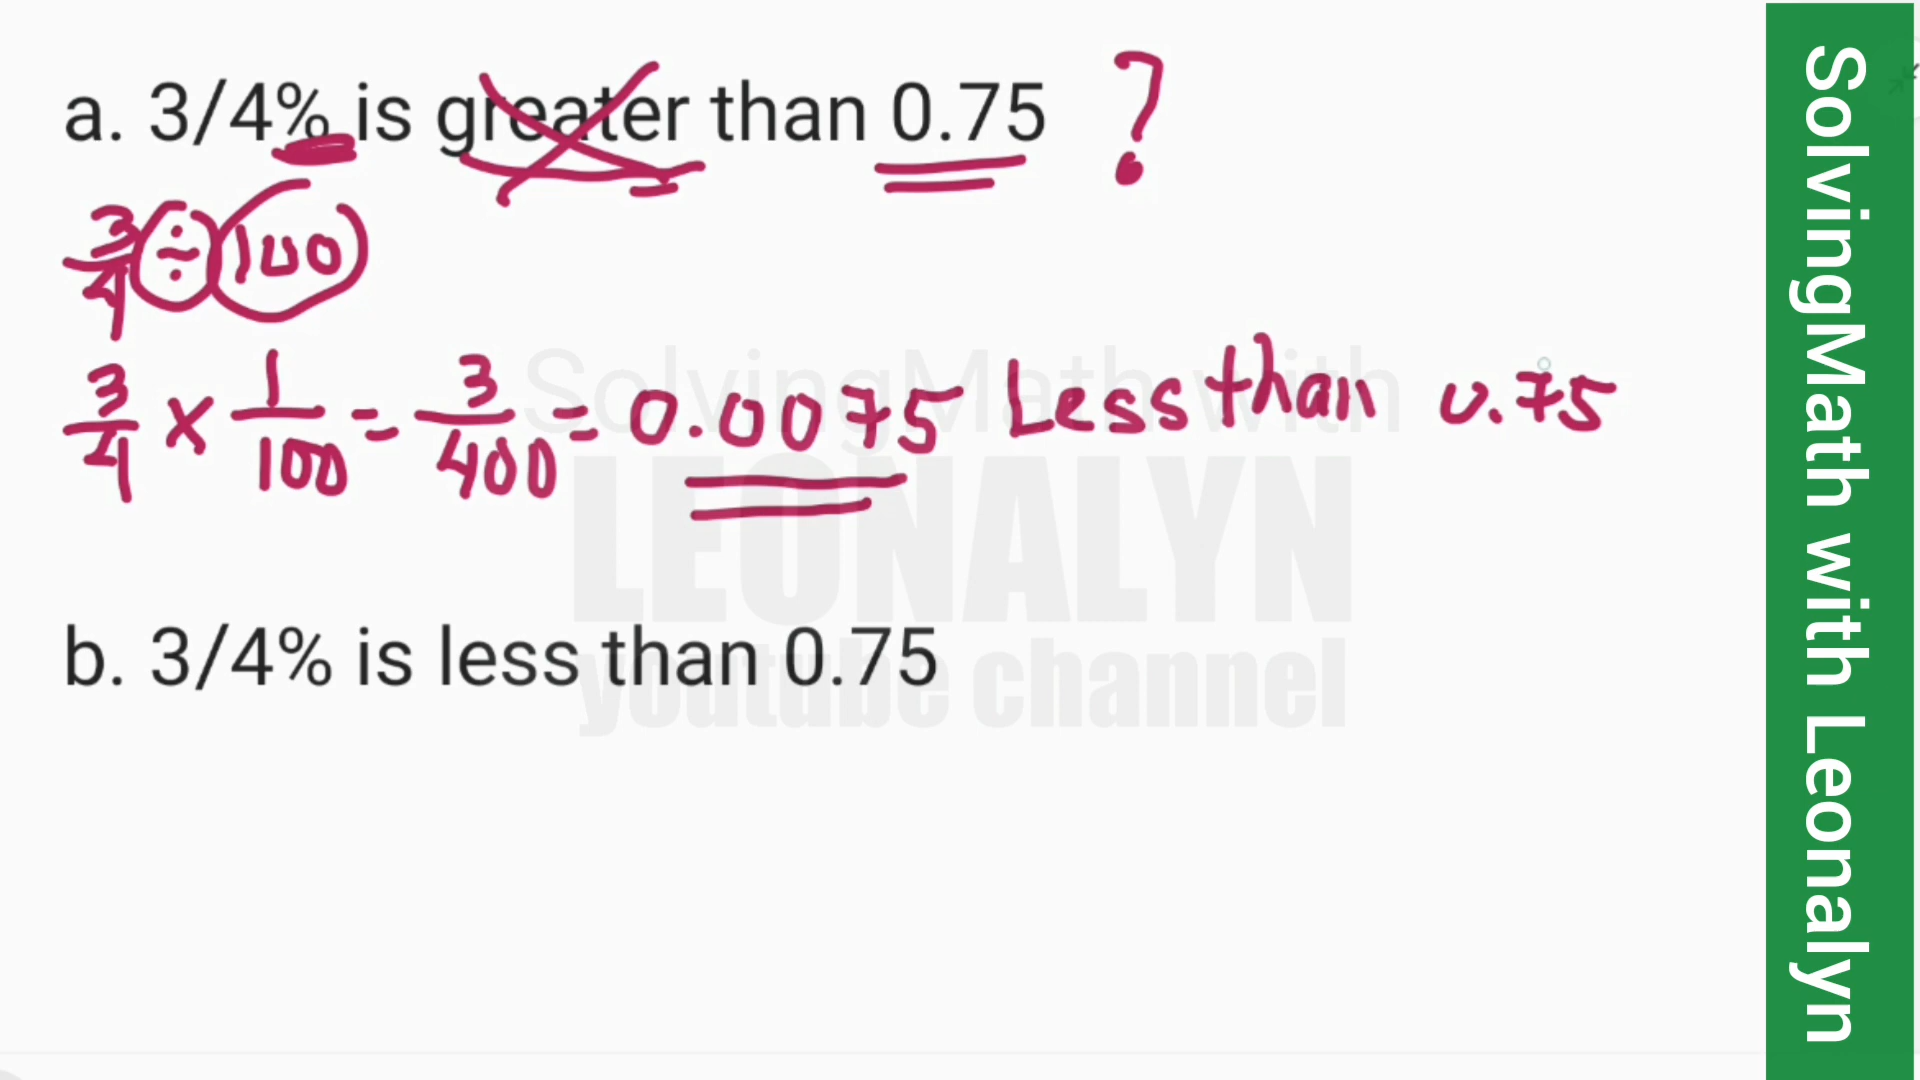 a. 3/4% is greater than 0.75 ?
3/4 ÷ 100
3/4 x 1/100 = 3/400 = 0.0075 Less than 0.75
SolvingMath with
LEONALYN
youtube channel
b. 3/4% is less than 0.75
SolvingMath with Leonalyn